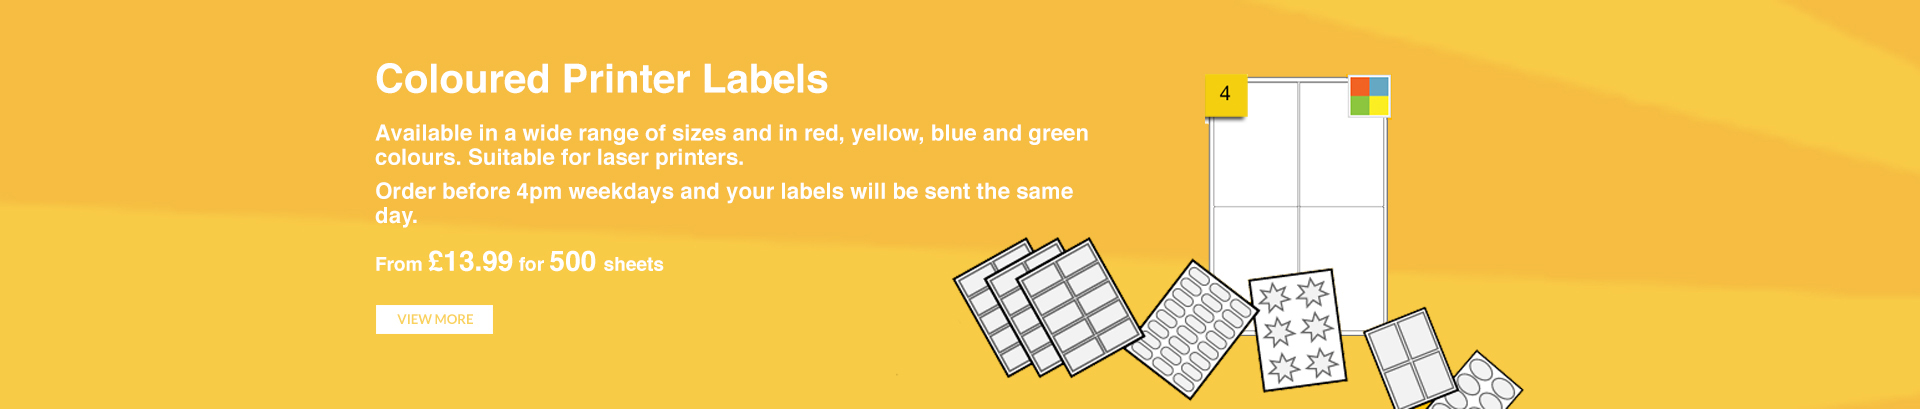 Coloured Printer Labels
Available in a wide range of sizes and in red, yellow, blue and green
colours. Suitable for laser printers.
Order before 4pm weekdays and your labels will be sent the same
day.
From £13.99 for 500 sheets
VIEW MORE
4